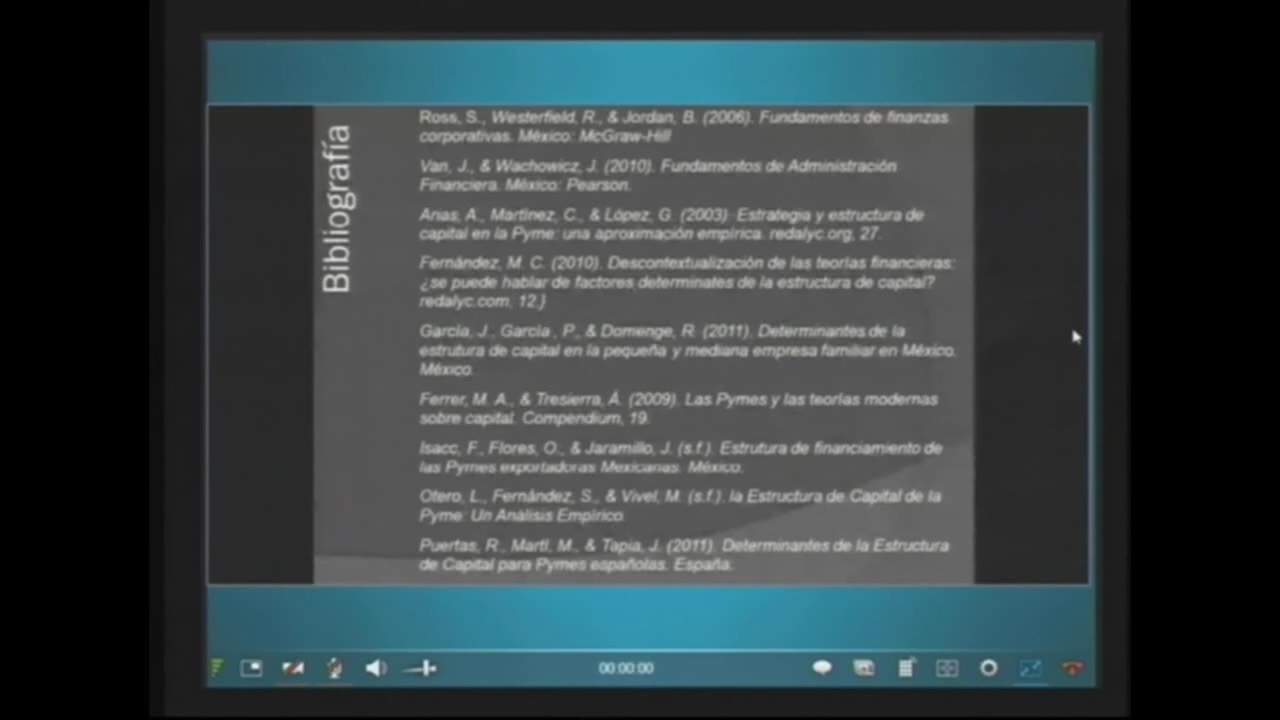 Bibliografía
Ross, S., Westerfield, R., & Jordan, B. (2006). Fundamentos de finanzas
corporativas. México: McGraw-Hill
Van, J., & Wachowicz, J. (2010). Fundamentos de Administración
Financiera. México: Pearson.
Arias, A., Martínez, C., & López, G. (2003). Estrategia y estructura de
capital en la Pyme: una aproximación empírica. redalyc.org, 27.
Fernández, M. C. (2010). Descontextualización de las teorías financieras:
¿se puede hablar de factores determinates de la estructura de capital?
redalyc.com, 12.}
García, J., García , P., & Domenge, R. (2011). Determinantes de la
estrutura de capital en la pequeña y mediana empresa familiar en México.
México.
Ferrer, M. A., & Tresierra, Á. (2009). Las Pymes y las teorías modernas
sobre capital. Compendium, 19.
Isacc, F., Flores, O., & Jaramillo, J. (s.f.). Estrutura de financiamiento de
las Pymes exportadoras Mexicanas. México.
Otero, L., Fernández, S., & Vivel, M. (s.f.). la Estructura de Capital de la
Pyme: Un Análisis Empírico.
Puertas, R., Martí, M., & Tapia, J. (2011). Determinantes de la Estructura
de Capital para Pymes españolas. España.
00:00:00